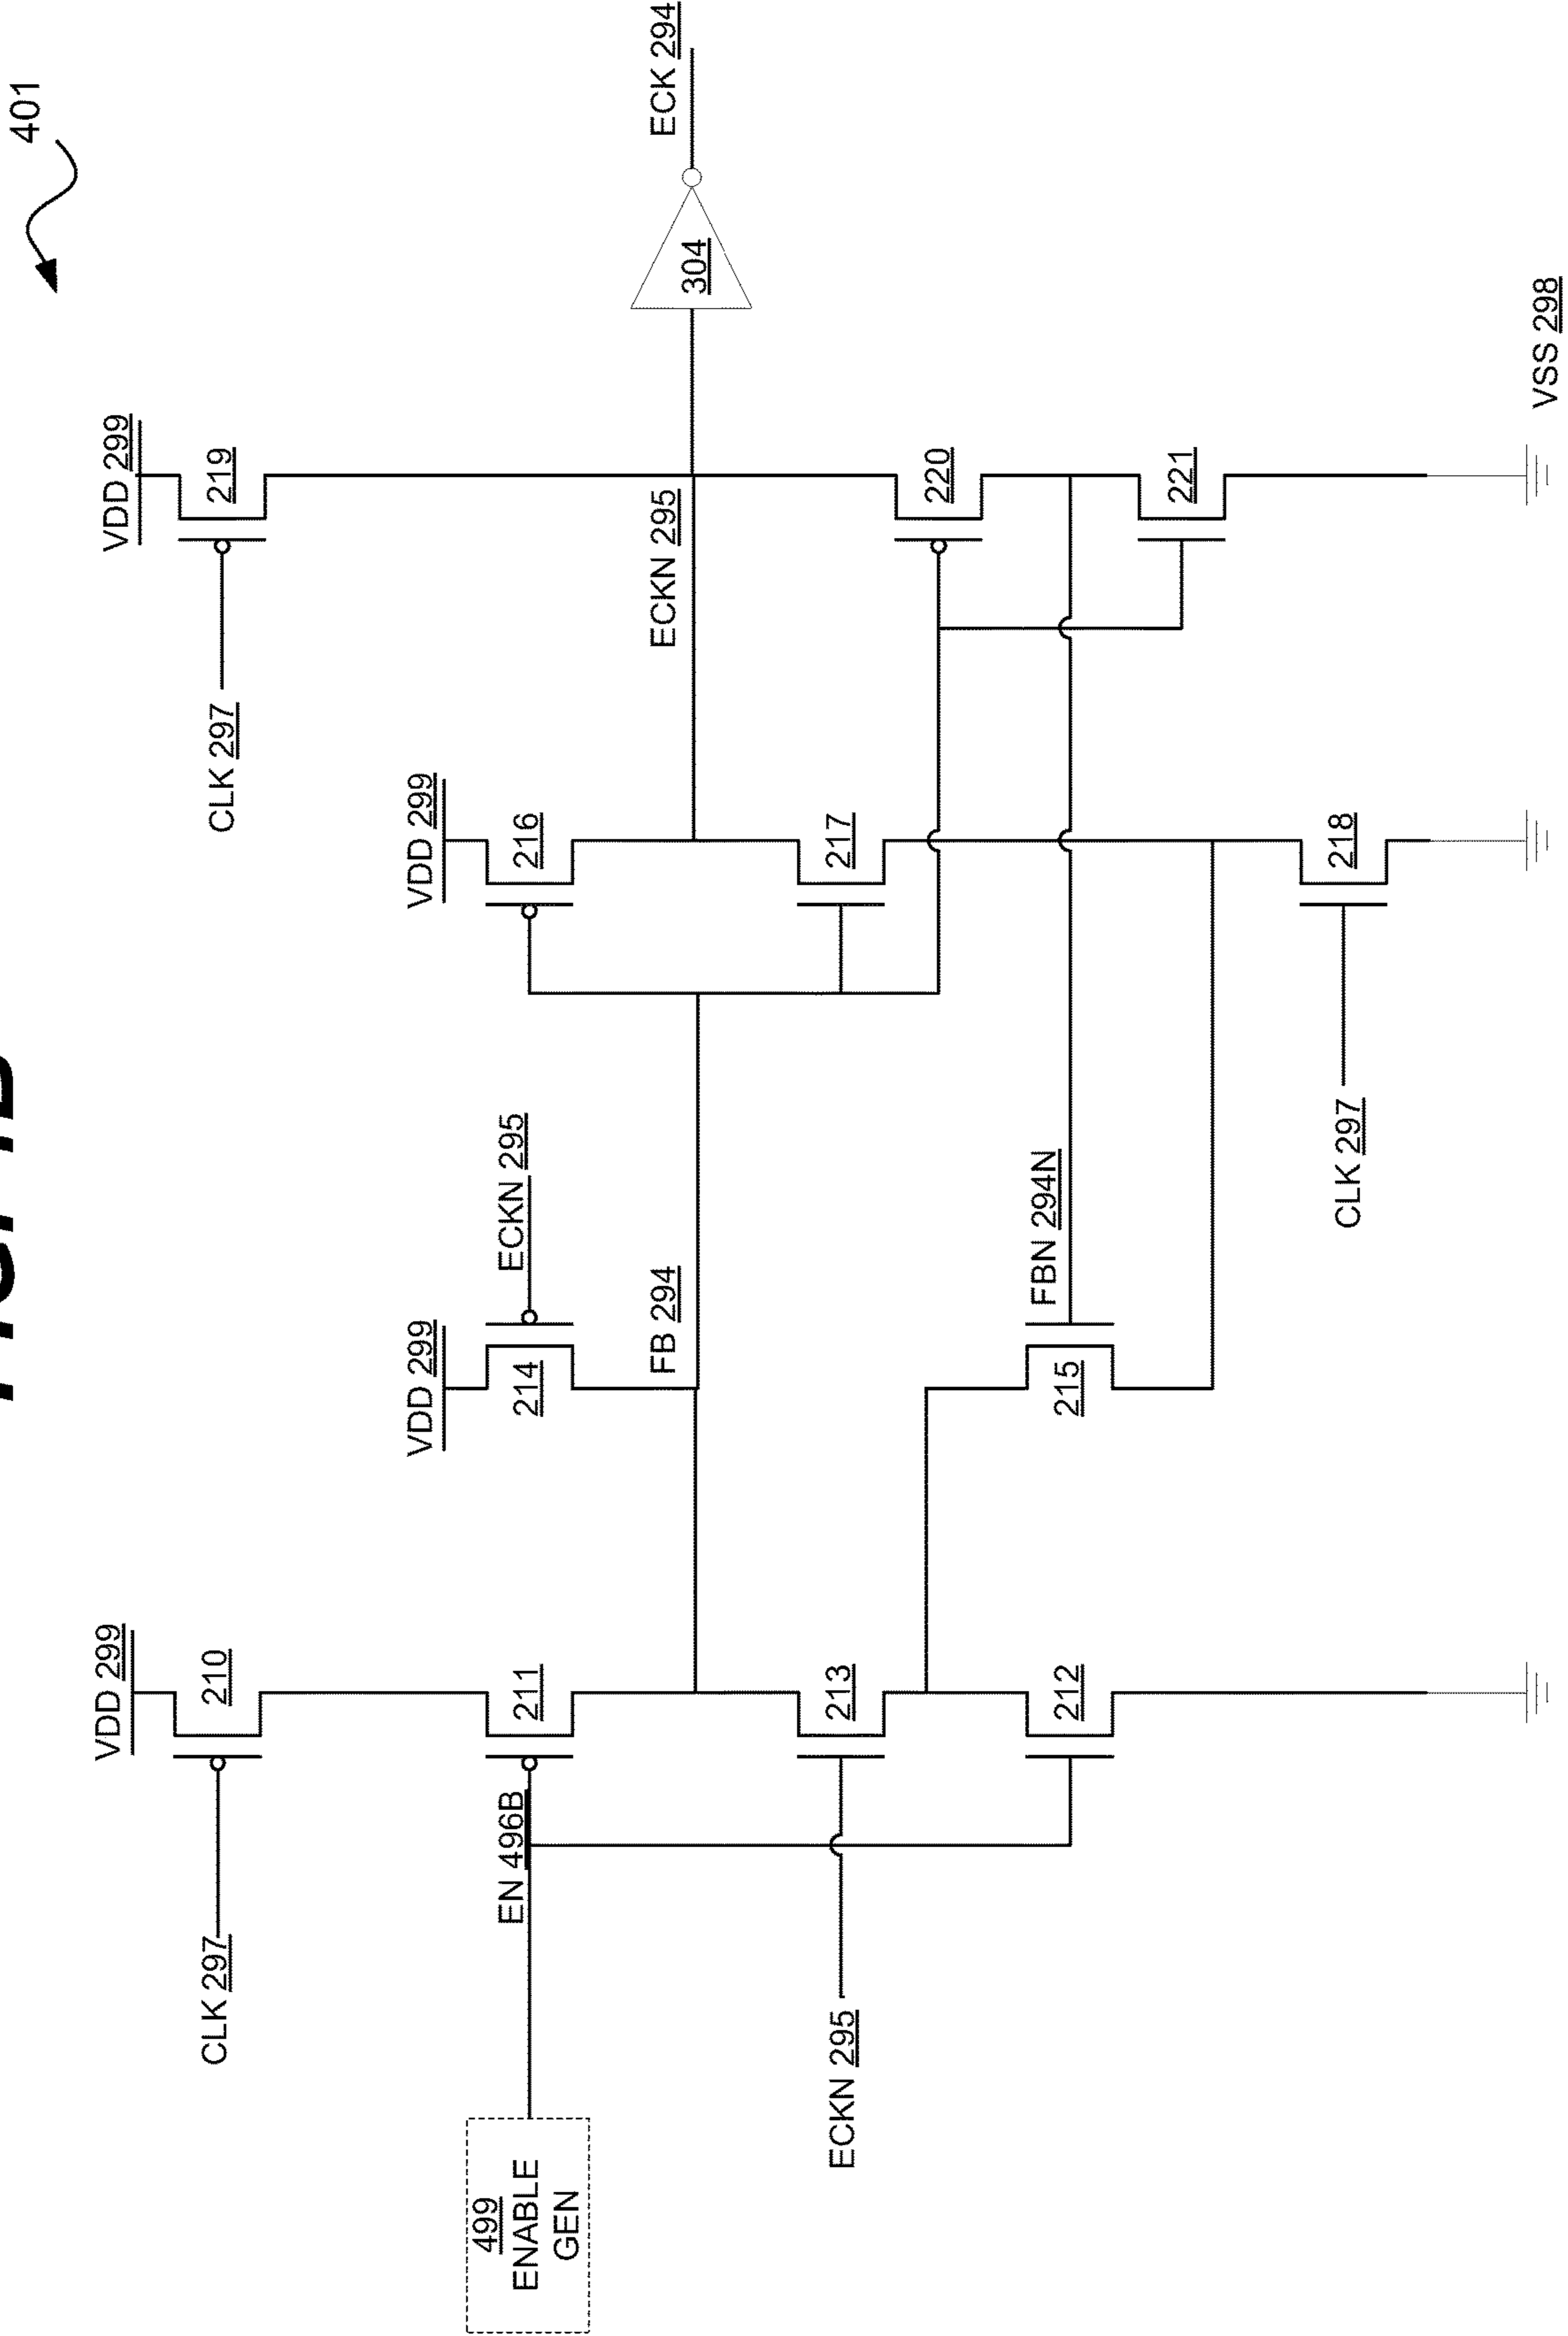 401
VDD 299
CLK 297
210
VDD 299
CLK 297
219
VDD 299
ECKN 295
214
VDD 299
216
499
ENABLE
GEN
EN 496B
211
FB 294
ECKN 295
304
ECK 294
ECKN 295
213
217
220
212
FBN 294N
215
221
CLK 297
218
VSS 298